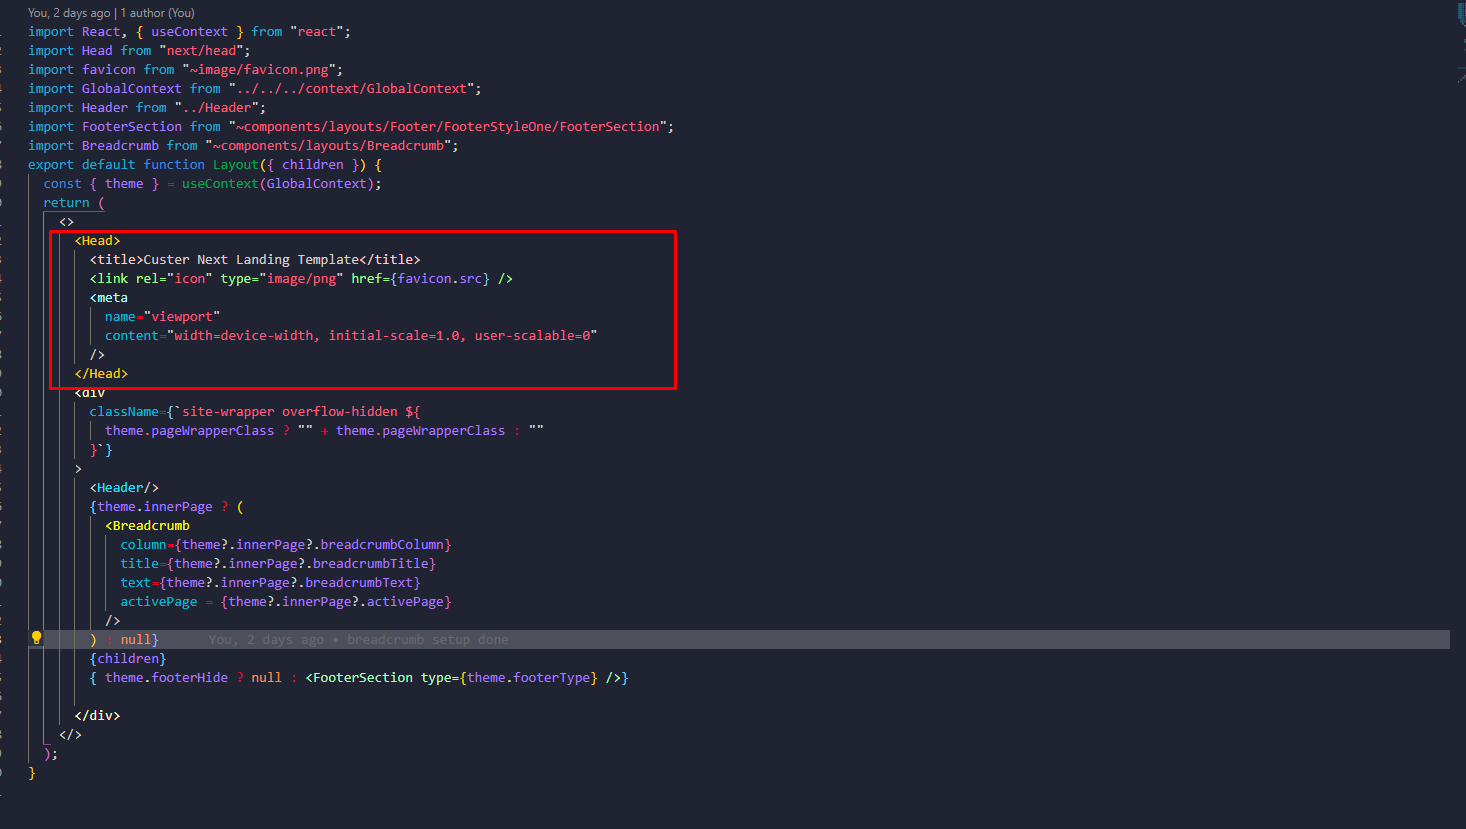 You, 2 days ago | 1 author (You)
import React, { useContext } from "react";
import Head from "next/head";
import favicon from "~image/favicon.png";
import GlobalContext from "../../../context/GlobalContext";
import Header from "../Header";
import FooterSection from "~components/layouts/Footer/FooterStyleOne/FooterSection";
import Breadcrumb from "~components/layouts/Breadcrumb";
export default function Layout({ children }) {
const { theme } = useContext(GlobalContext);
return (
<>
<Head>
<title>Custer Next Landing Template</title>
<link rel="icon" type="image/png" href={favicon.src} />
<meta
name="viewport"
content="width=device-width, initial-scale=1.0, user-scalable=0"
/>
</Head>
<div
className={`site-wrapper overflow-hidden ${
theme.pageWrapperClass ? "" + theme.pageWrapperClass : ""
}`}
>
<Header/>
{theme.innerPage ? (
<Breadcrumb
column={theme?.innerPage?.breadcrumbColumn}
title={theme?.innerPage?.breadcrumbTitle}
text={theme?.innerPage?.breadcrumbText}
activePage = {theme?.innerPage?.activePage}
/>
) : null} You, 2 days ago • breadcrumb setup done
{children}
{ theme.footerHide ? null : <FooterSection type={theme.footerType} />}
</div>
</>
);
}